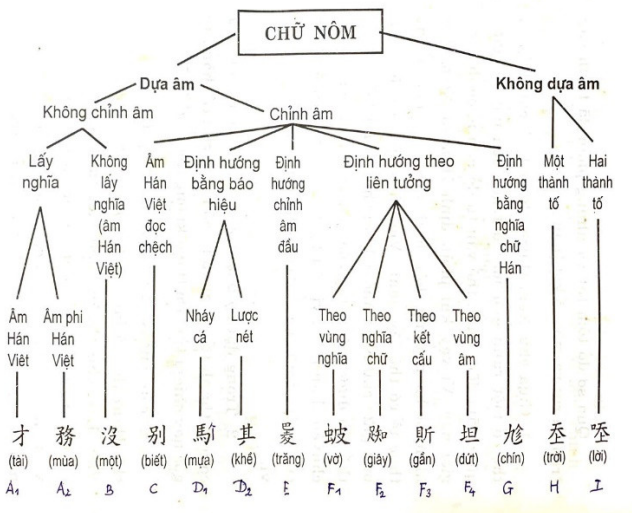 CHỮ NÔM
Dựa âm
Không dựa âm
Không chỉnh âm
Chỉnh âm
Lấy
nghĩa
Không
lấy
nghĩa
(âm
Hán
Việt)
Âm
Hán
Việt
đọc
chệch
Định hướng
bằng báo
hiệu
Định
hướng
chỉnh
âm
đầu
Định hướng theo
liên tưởng
Định
hướng
bằng
nghĩa
chữ
Hán
Một
thành
tố
Hai
thành
tố
Âm
Hán
Việt
Âm phi
Hán
Việt
Nháy
cá
Lược
nét
Theo
vùng
nghĩa
Theo
nghĩa
chữ
Theo
kết
cấu
Theo
vùng
âm
才 務 沒 别 其 𢁋 坦 𡗶
(tài) (mùa) (một) (biết) (mựa) (khề) (trăng) (vờ) (giày) (gần) (dứt) (chín) (trời) (lời)
A1 A2 B C D1 D2 E F1 F2 F3 F4 G H I